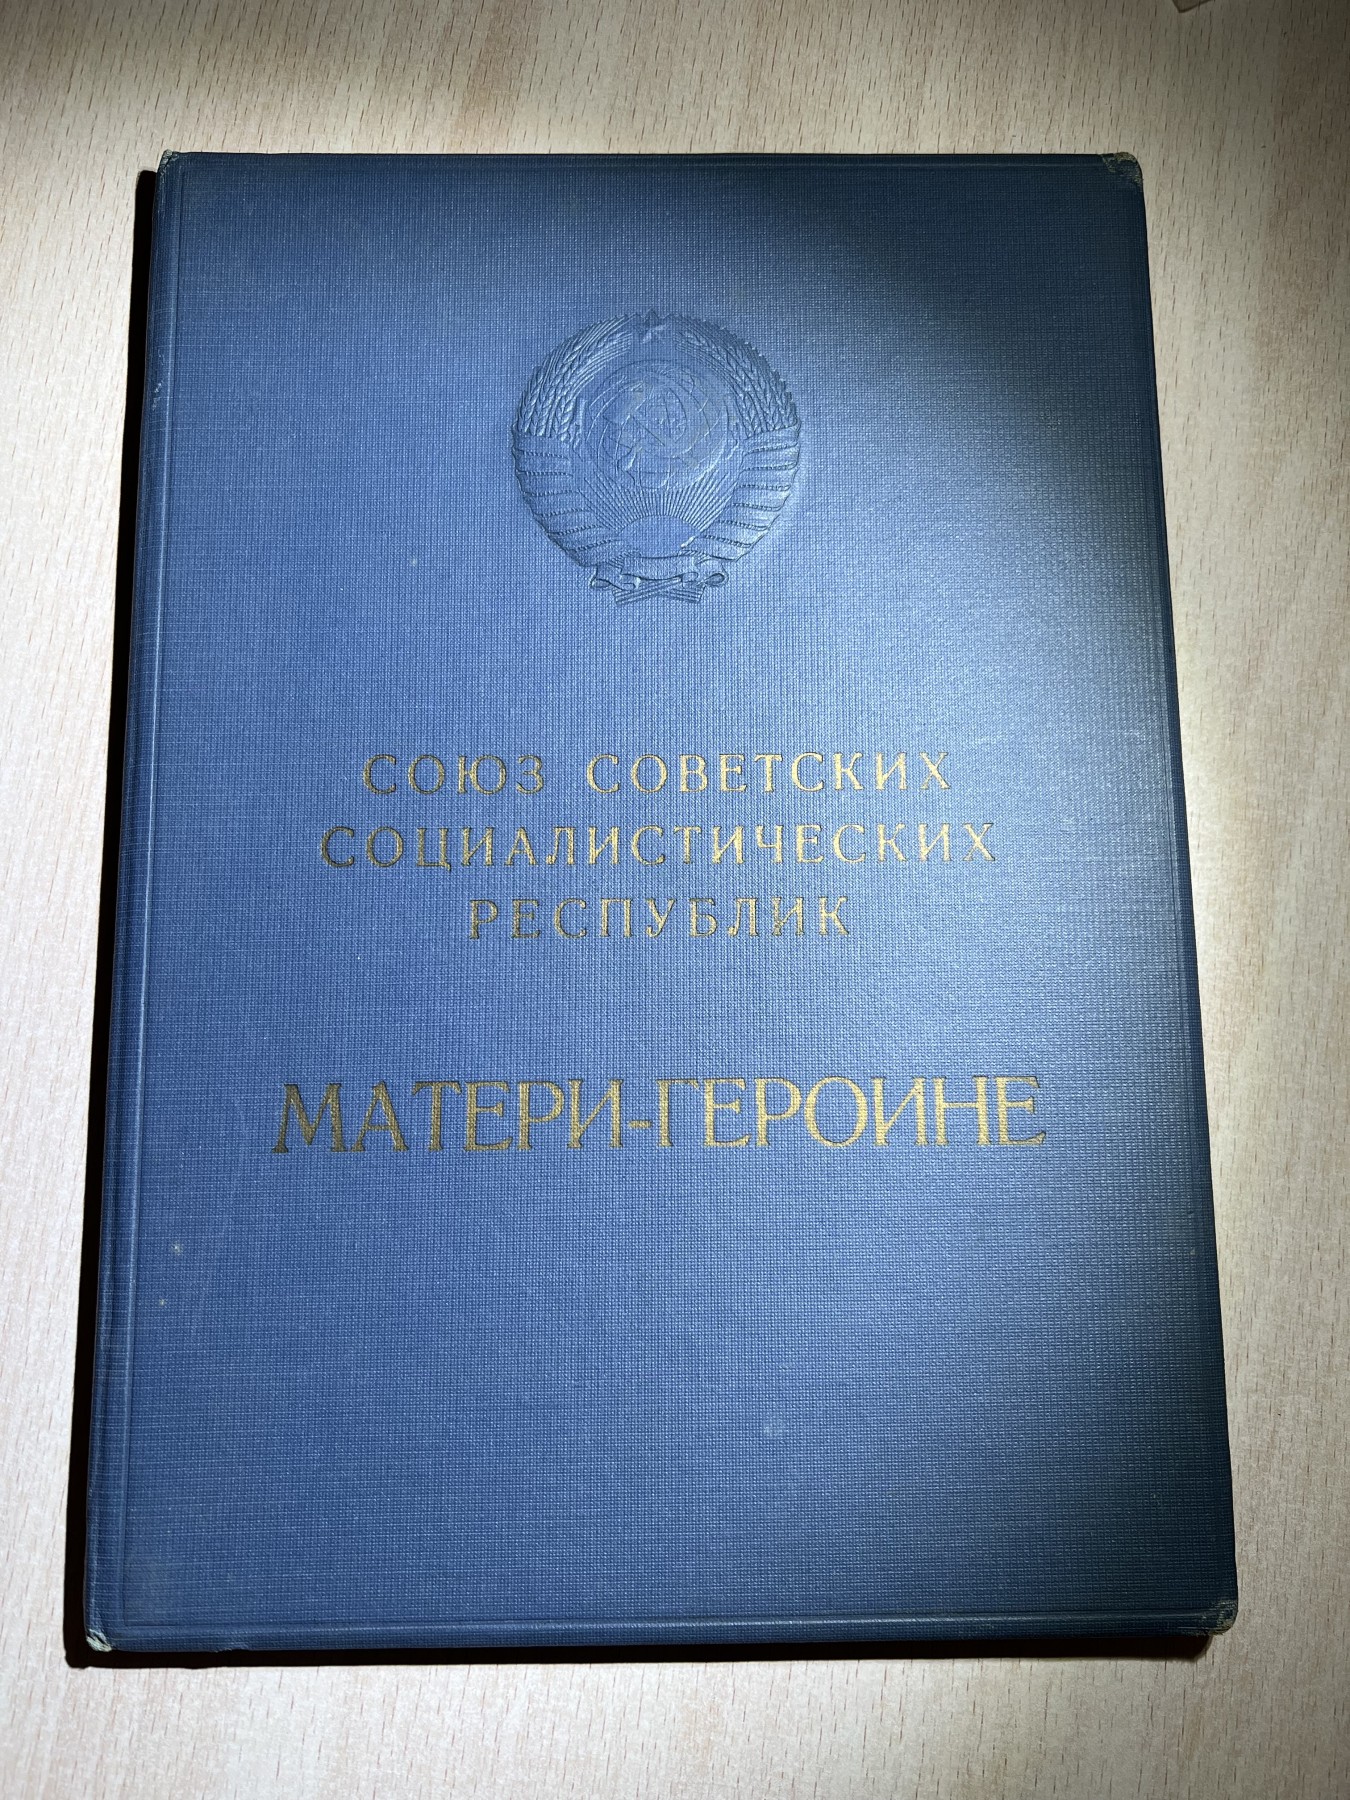 СОЮЗ СОВЕТСКИХ
СОЦИАЛИСТИЧЕСКИХ
РЕСПУБЛИК
МАТЕРИ-ГЕРОИНЕ